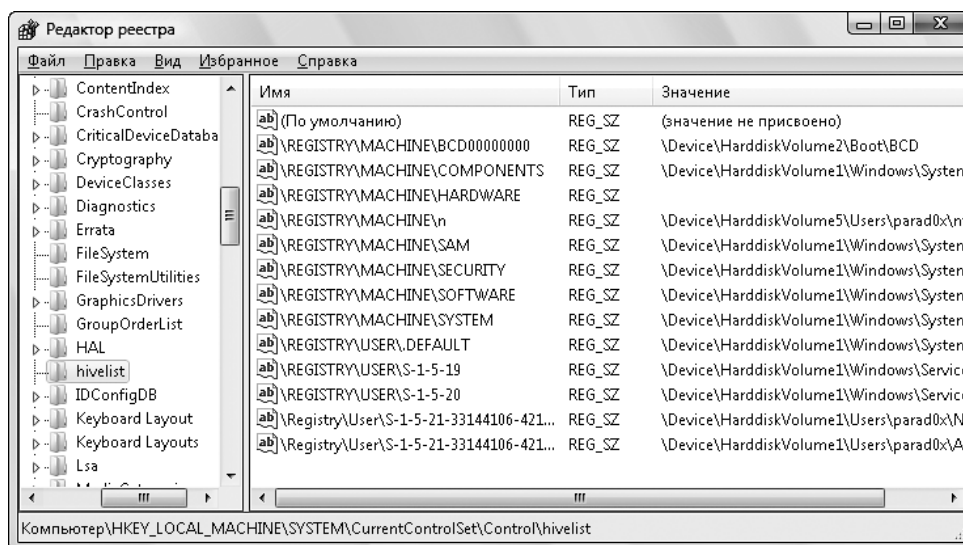 Редактор реестра
Файл Правка Вид Избранное Справка
ContentIndex
CrashControl
CriticalDeviceDataba
Cryptography
DeviceClasses
Diagnostics
Errata
FileSystem
FileSystemUtilities
GraphicsDrivers
GroupOrderList
HAL
hivelist
IDConfigDB
Keyboard Layout
Keyboard Layouts
Lsa
Имя Тип Значение
(По умолчанию) REG_SZ (значение не присвоено)
\REGISTRY\MACHINE\BCD00000000 REG_SZ \Device\HarddiskVolume2\Boot\BCD
\REGISTRY\MACHINE\COMPONENTS REG_SZ \Device\HarddiskVolume1\Windows\System
\REGISTRY\MACHINE\HARDWARE REG_SZ
\REGISTRY\MACHINE\n REG_SZ \Device\HarddiskVolume5\Users\parad0x\n
\REGISTRY\MACHINE\SAM REG_SZ \Device\HarddiskVolume1\Windows\System
\REGISTRY\MACHINE\SECURITY REG_SZ \Device\HarddiskVolume1\Windows\System
\REGISTRY\MACHINE\SOFTWARE REG_SZ \Device\HarddiskVolume1\Windows\System
\REGISTRY\MACHINE\SYSTEM REG_SZ \Device\HarddiskVolume1\Windows\System
\REGISTRY\USER\.DEFAULT REG_SZ \Device\HarddiskVolume1\Windows\System
\REGISTRY\USER\S-1-5-19 REG_SZ \Device\HarddiskVolume1\Windows\Service
\REGISTRY\USER\S-1-5-20 REG_SZ \Device\HarddiskVolume1\Windows\Service
\Registry\User\S-1-5-21-33144106-421... REG_SZ \Device\HarddiskVolume1\Users\parad0x\N
\Registry\User\S-1-5-21-33144106-421... REG_SZ \Device\HarddiskVolume1\Users\parad0x\A
Компьютер\HKEY_LOCAL_MACHINE\SYSTEM\CurrentControlSet\Control\hivelist